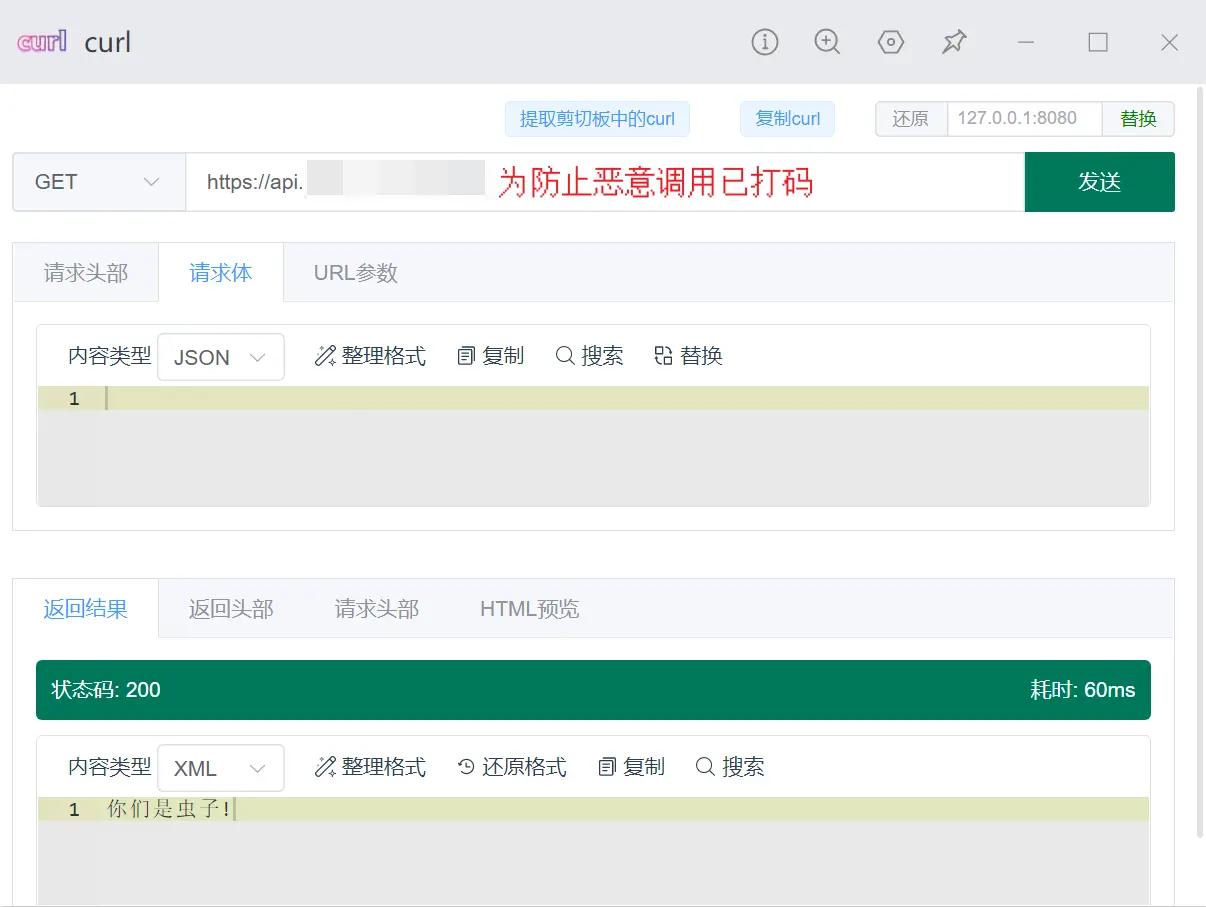 curl curl
提取剪切板中的curl 复制curl 还原 127.0.0.1:8080 替换
GET https://api. 为防止恶意调用已打码 发送
请求头部 请求体 URL参数
内容类型 JSON 整理格式 复制 搜索 替换
1
返回结果 返回头部 请求头部 HTML预览
状态码: 200 耗时: 60ms
内容类型 XML 整理格式 还原格式 复制 搜索
1 你们是虫子!